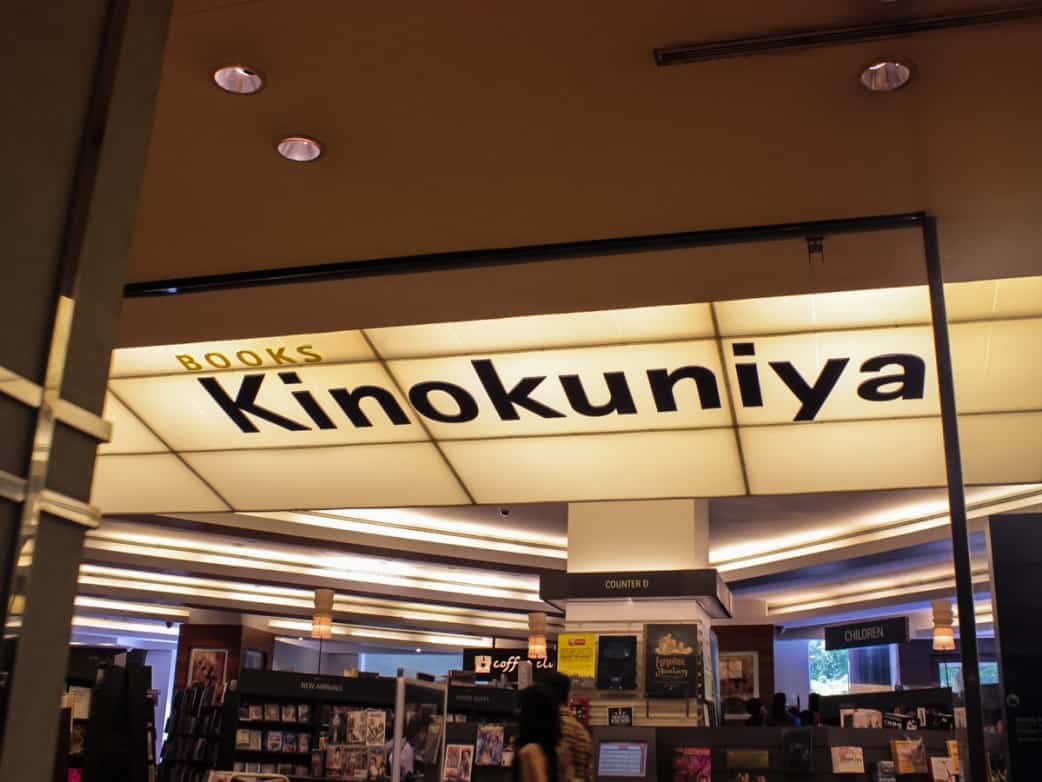 BOOKS
Kinokuniya
COUNTER D
CHILDREN
NEW ARRIVALS